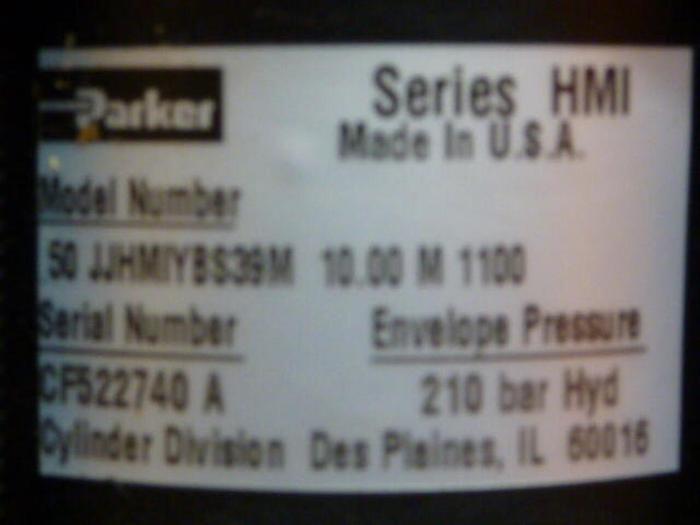 Parker
Series HMI
Made In U.S.A.
Model Number
50 JJHMIYBS39M 10.00 M 1100
Serial Number
Envelope Pressure
CF522740 A
210 bar Hyd
Cylinder Division Des Plaines, IL 60016